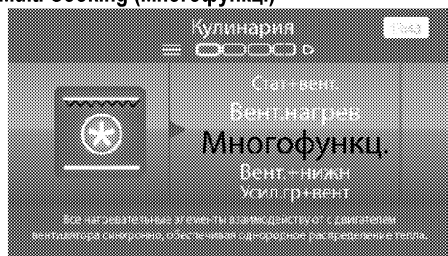 Multi Cooking (Многофункц.)
Кулинария
Стат+вент.
Вент.нагрев
Многофункц.
Вент.+нижн
Усил.гр+вент
Все нагревательные элементы взаимодействуют с двигателем
вентилятора синхронно, обеспечивая однородное распределение тепла.